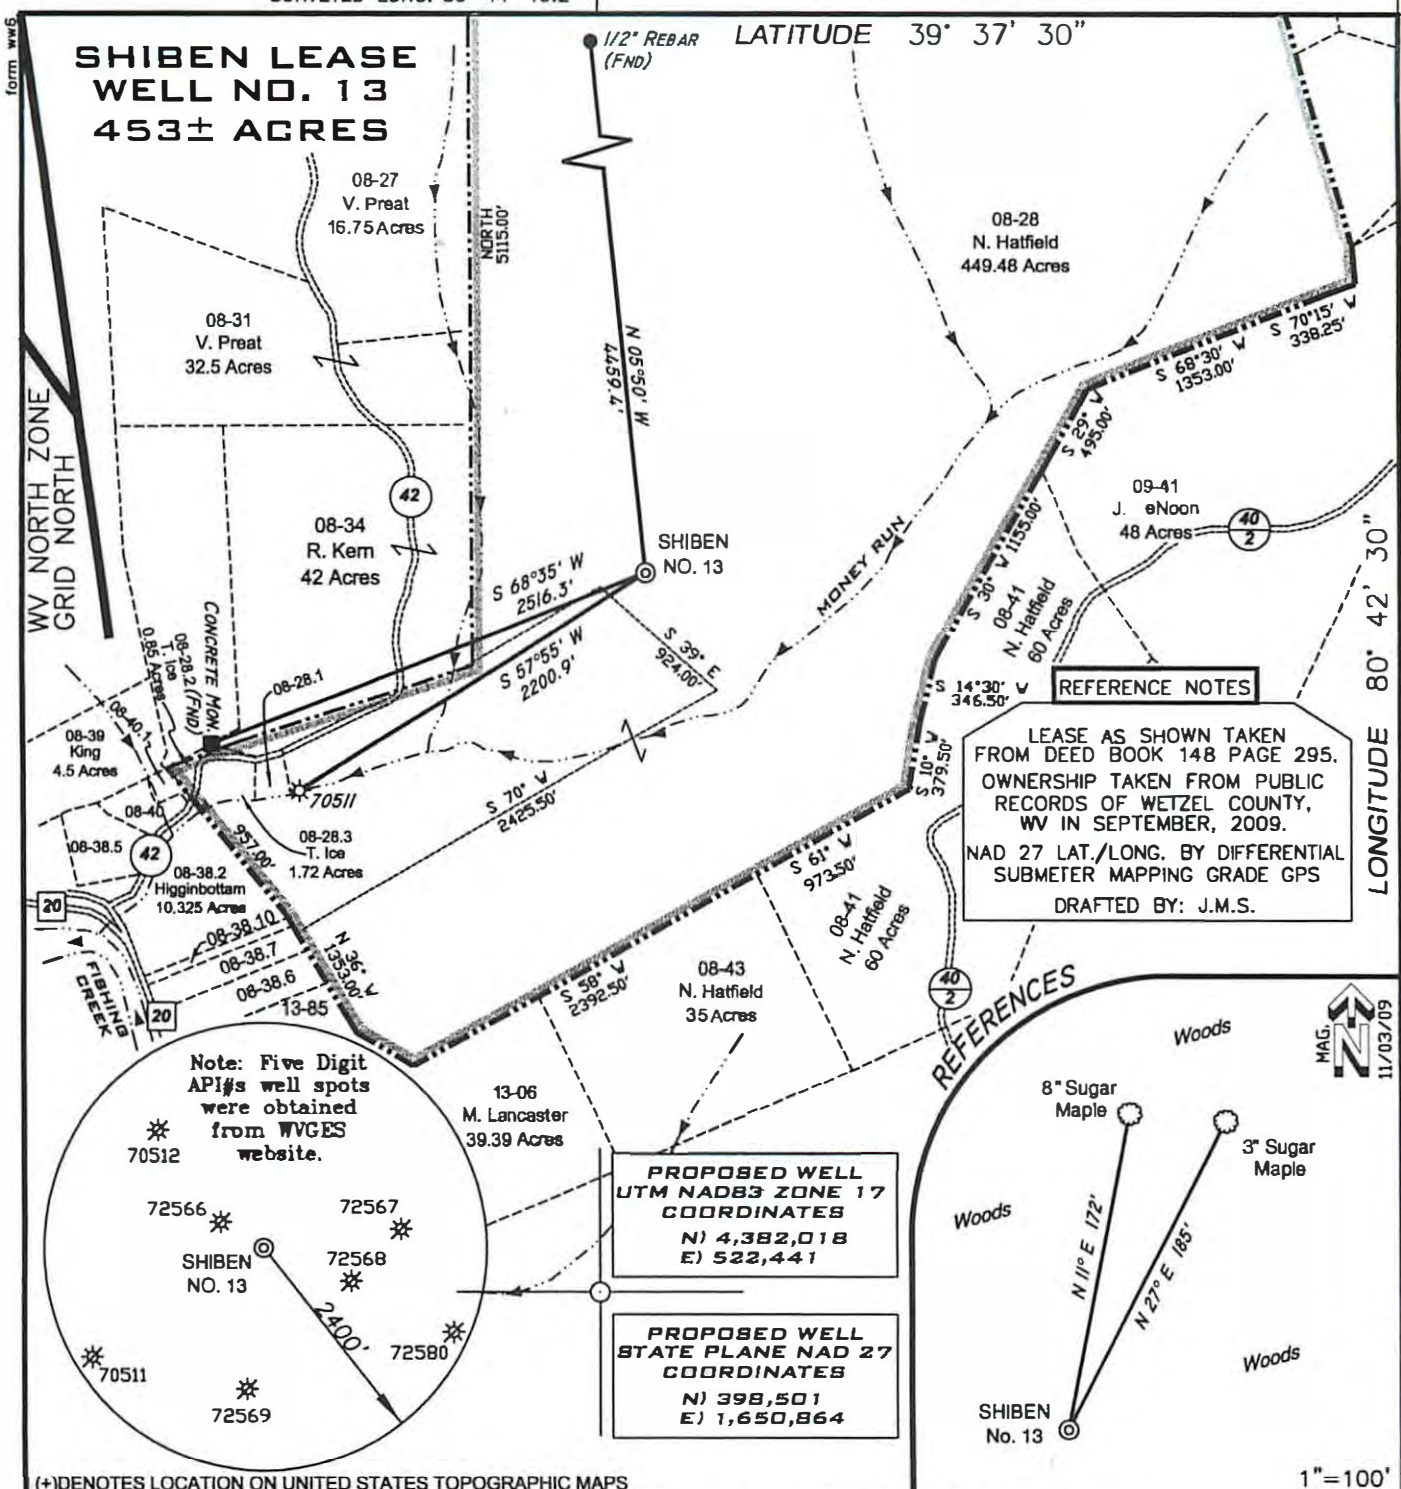 form ww6
SHIBEN LEASE
WELL NO. 13
453± ACRES
1/2" REBAR
(FND)
LATITUDE 39° 37' 30"
08-27
V. Preat
16.75 Acres
NORTH
5115.00'
08-28
N. Hatfield
449.48 Acres
08-31
V. Preat
32.5 Acres
N 05°50' W
4459.4'
S 70°15' W
338.25'
S 68°30' W
1353.00'
S 29° W
495.00'
WV NORTH ZONE
GRID NORTH
42
08-34
R. Kern
42 Acres
09-41
J. eNoon
48 Acres
40
2
S 30° W 1155.00'
08-41
N. Hatfield
60 Acres
SHIBEN
NO. 13
MONEY RUN
S 68°35' W
2516.3'
S 57°55' W
2200.9'
S 39° E
924.00'
CONCRETE MON.
(FND)
08-28.2
T. Ice
0.85 Acres
08-28.1
S 14°30' W
346.50'
S 10° W
379.50'
LONGITUDE 80° 42' 30"
REFERENCE NOTES
LEASE AS SHOWN TAKEN
FROM DEED BOOK 148 PAGE 295.
OWNERSHIP TAKEN FROM PUBLIC
RECORDS OF WETZEL COUNTY,
WV IN SEPTEMBER, 2009.
NAD 27 LAT./LONG. BY DIFFERENTIAL
SUBMETER MAPPING GRADE GPS
DRAFTED BY: J.M.S.
08-40.1
08-39
King
4.5 Acres
70511
S 70° W
2425.50'
08-40
08-38.5
42
957.00'
08-28.3
T. Ice
1.72 Acres
08-38.2
Higginbottam
10.325 Acres
S 61° W
973.50'
08-41
N. Hatfield
60 Acres
20
08-38.10
08-38.7
08-38.6
13-85
N 36° W
1353.00'
FISHING
CREEK
20
S 58° W
2392.50'
08-43
N. Hatfield
35 Acres
40
2
REFERENCES
Note: Five Digit
API#s well spots
were obtained
from WVGES
website.
70512
72566
72567
72568
SHIBEN
NO. 13
2400'
72580
70511
72569
13-06
M. Lancaster
39.39 Acres
PROPOSED WELL
UTM NAD83 ZONE 17
COORDINATES
N) 4,382,018
E) 522,441
PROPOSED WELL
STATE PLANE NAD 27
COORDINATES
N) 398,501
E) 1,650,864
Woods
MAG.
N
11/03/09
8" Sugar
Maple
3" Sugar
Maple
Woods
N 11° E 172'
N 27° E 185'
Woods
SHIBEN
No. 13
1"=100'
(+)DENOTES LOCATION ON UNITED STATES TOPOGRAPHIC MAPS